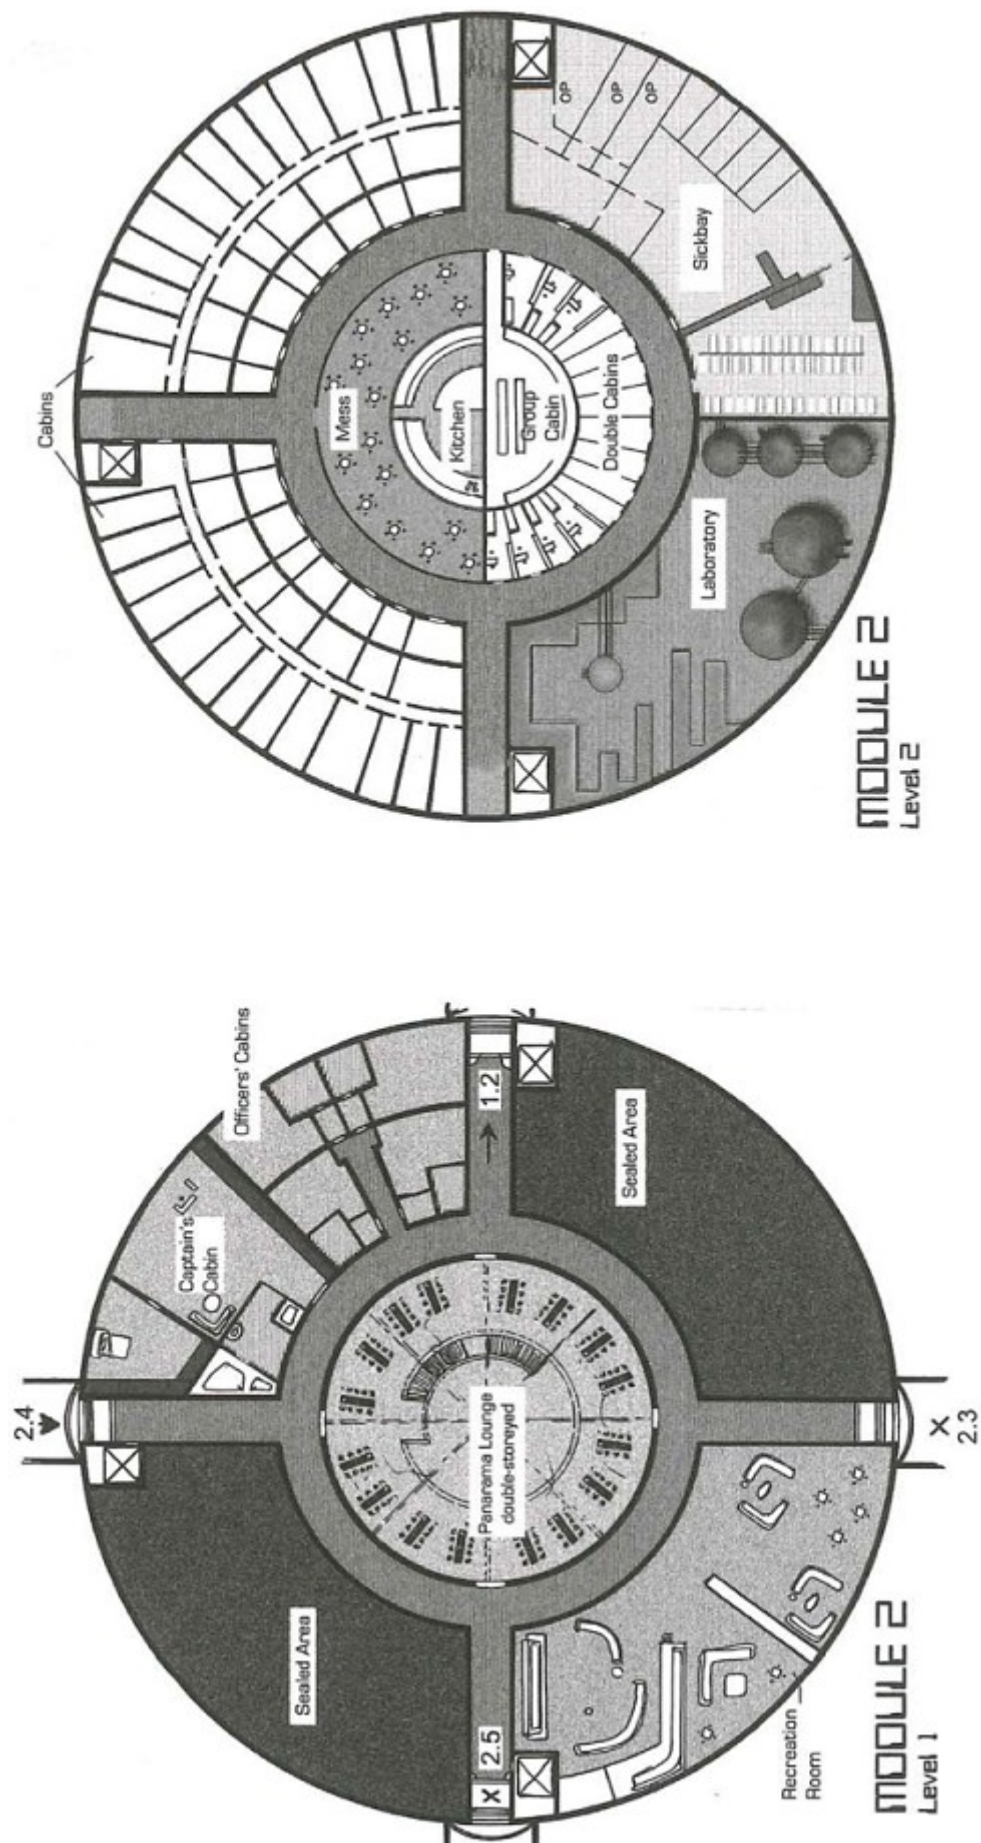 Cabins
OP
OP
OP
Mess
Kitchen
Group
Cabin
Double Cabins
Sickbay
Laboratory
MODULE 2
Level 2
Officers' Cabins
Captain's
Cabin
2.4
1.2
Sealed Area
Panarama Lounge
double-storeyed
Sealed Area
2.5
X
X
2.3
Recreation
Room
MODULE 2
Level 1